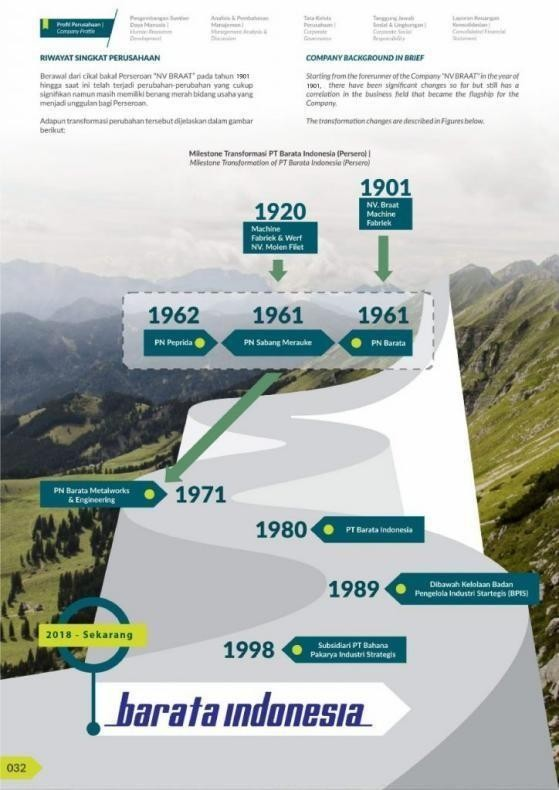 Profil Perusahaan |
Company Profile
Pengembangan Sumber
Daya Manusia |
Human Resource
Development
Analisis & Pembahasan
Manajemen |
Management Analysis &
Discussion
Tata Kelola
Perusahaan |
Corporate
Governance
Tanggung Jawab
Sosial & Lingkungan |
Corporate Social
Responsibility
Laporan Keuangan
Konsolidasian |
Consolidated Financial
Statement
RIWAYAT SINGKAT PERUSAHAAN
Berawal dari cikal bakal Perseroan "NV BRAAT" pada tahun 1901
hingga saat ini telah terjadi perubahan-perubahan yang cukup
signifikan namun masih memiliki benang merah bidang usaha yang
menjadi unggulan bagi Perseroan.
Adapun transformasi perubahan tersebut dijelaskan dalam gambar
berikut:
COMPANY BACKGROUND IN BRIEF
Starting from the forerunner of the Company "NV BRAAT" in the year of
1901, there have been significant changes so far but still has a
correlation in the business field that became the flagship for the
Company.
The transformation changes are described in Figures below.
Milestone Transformasi PT Barata Indonesia (Persero) |
Milestone Transformation of PT Barata Indonesia (Persero)
1901
NV. Braat
Machine
Fabriek
1920
Machine
Fabriek & Werf
NV. Molen Filet
1962
PN Peprida
1961
PN Sabang Merauke
1961
PN Barata
PN Barata Metalworks
& Engineering
1971
1980
PT Barata Indonesia
1989
Dibawah Kelolaan Badan
Pengelola Industri Startegis (BPIS)
2018 - Sekarang
1998
Subsidiari PT Bahana
Pakarya Industri Strategis
barata indonesia
032